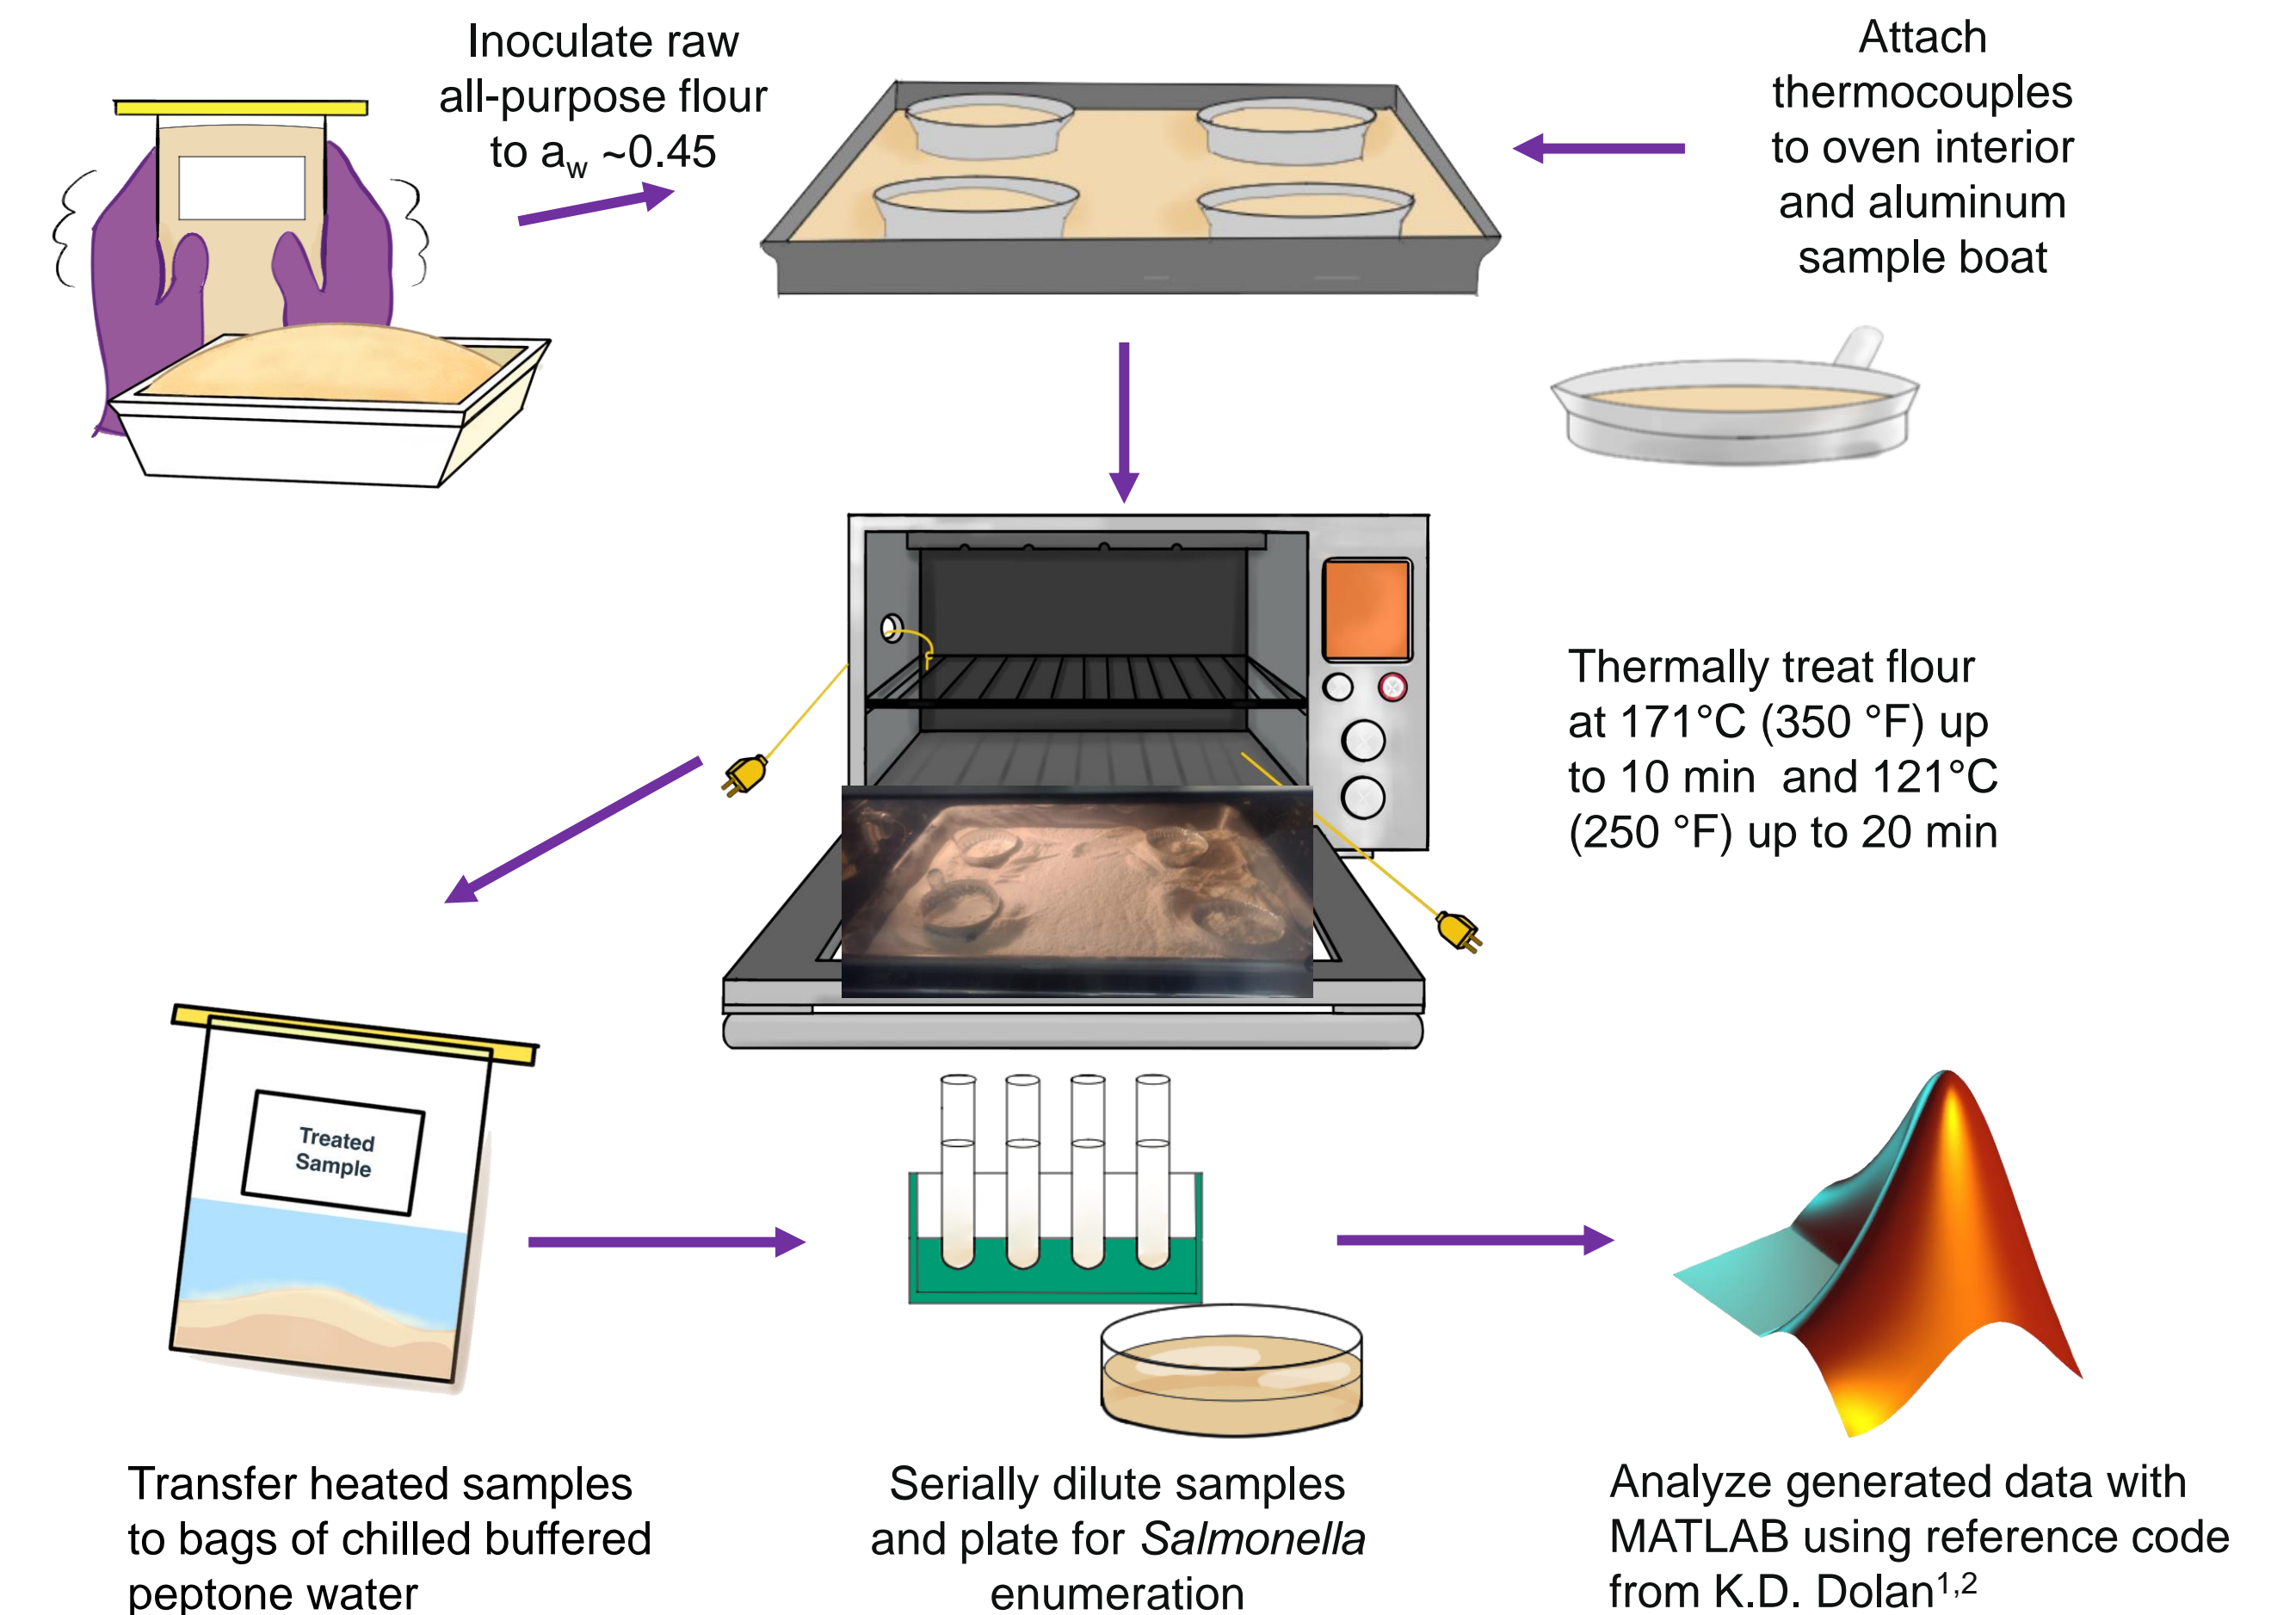 Inoculate raw
all-purpose flour
to aw ~0.45
Attach
thermocouples
to oven interior
and aluminum
sample boat
Thermally treat flour
at 171°C (350 °F) up
to 10 min  and 121°C
(250 °F) up to 20 min
Treated
Sample
Transfer heated samples
to bags of chilled buffered
peptone water
Serially dilute samples
and plate for Salmonella
enumeration
Analyze generated data with
MATLAB using reference code
from K.D. Dolan1,2